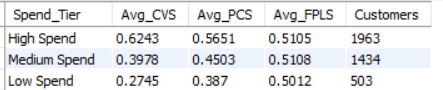 Spend_Tier Avg_CVS Avg_PCS Avg_FPLS Customers
High Spend 0.6243 0.5651 0.5105 1963
Medium Spend 0.3978 0.4503 0.5108 1434
Low Spend 0.2745 0.387 0.5012 503